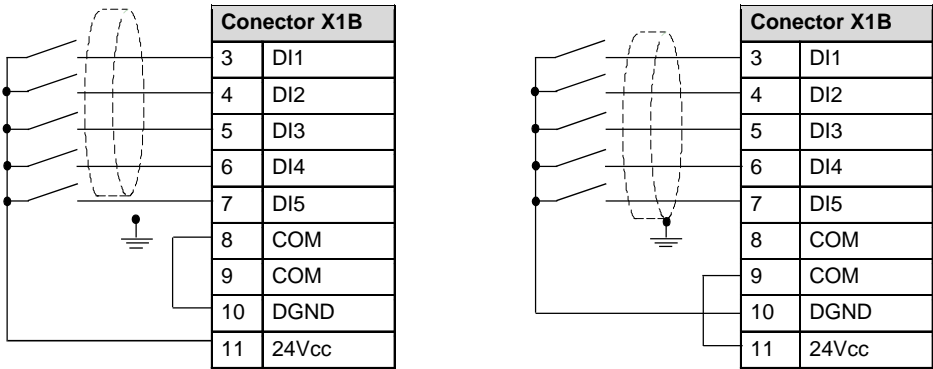 Conector X1B
3 DI1
4 DI2
5 DI3
6 DI4
7 DI5
8 COM
9 COM
10 DGND
11 24Vcc
Conector X1B
3 DI1
4 DI2
5 DI3
6 DI4
7 DI5
8 COM
9 COM
10 DGND
11 24Vcc